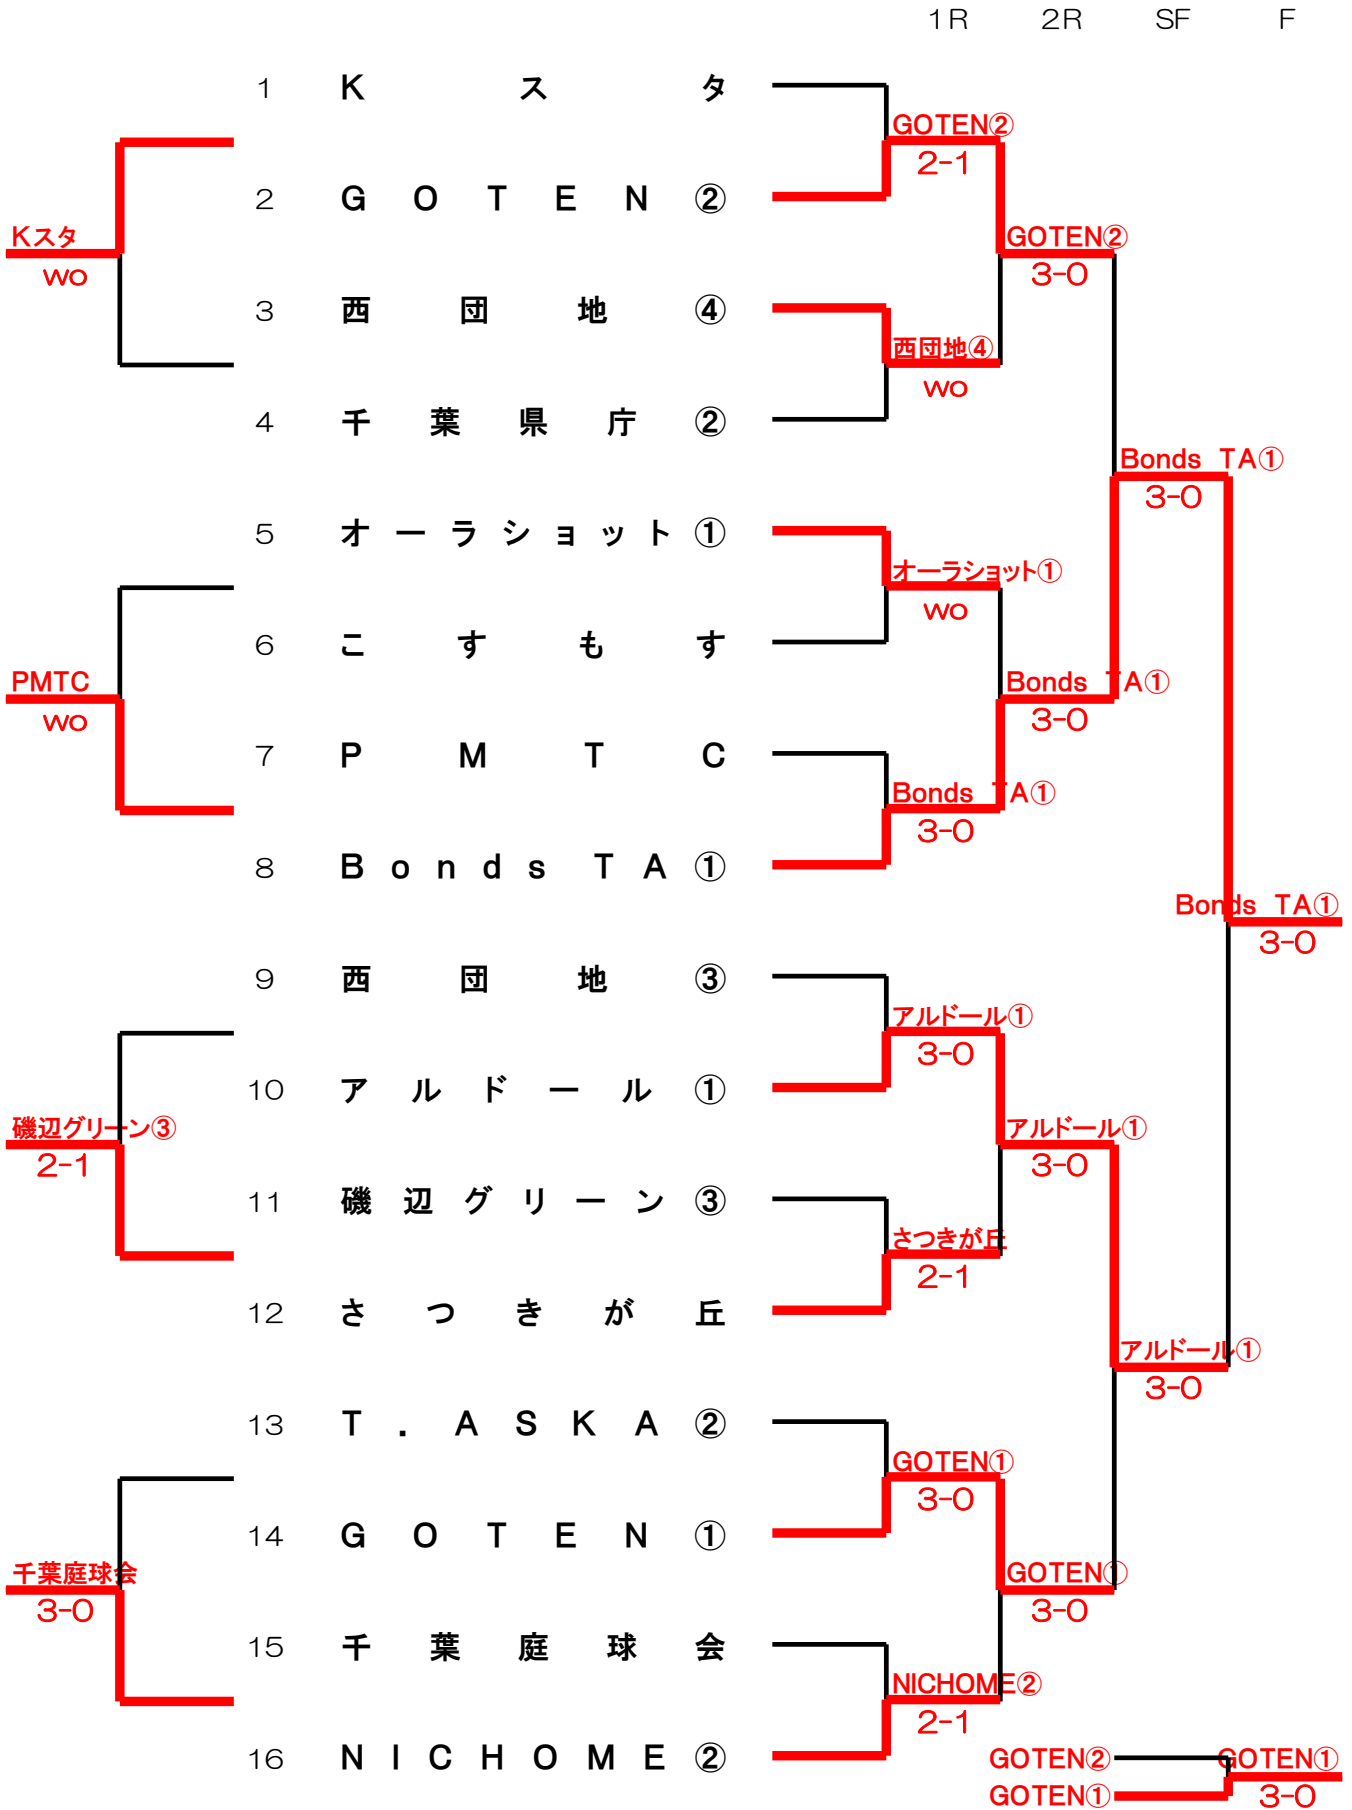 1R 2R SF F
1 Kスタ
GOTEN②
2-1
2 GOTEN②
Kスタ
GOTEN②
wo
3-0
3 西団地④
西団地④
wo
4 千葉県庁②
Bonds TA①
3-0
5 オーラショット①
オーラショット①
wo
6 こすもす
PMTC
Bonds TA①
wo
3-0
7 PMTC
Bonds TA①
3-0
8 Bonds TA①
Bonds TA①
3-0
9 西団地③
アルドール①
3-0
10 アルドール①
磯辺グリーン③
アルドール①
2-1
3-0
11 磯辺グリーン③
さつきが丘
2-1
12 さつきが丘
アルドール①
3-0
13 T.ASKA②
GOTEN①
3-0
14 GOTEN①
千葉庭球会
GOTEN①
3-0
3-0
15 千葉庭球会
NICHOME②
2-1
16 NICHOME②
GOTEN②
GOTEN①
GOTEN①
3-0